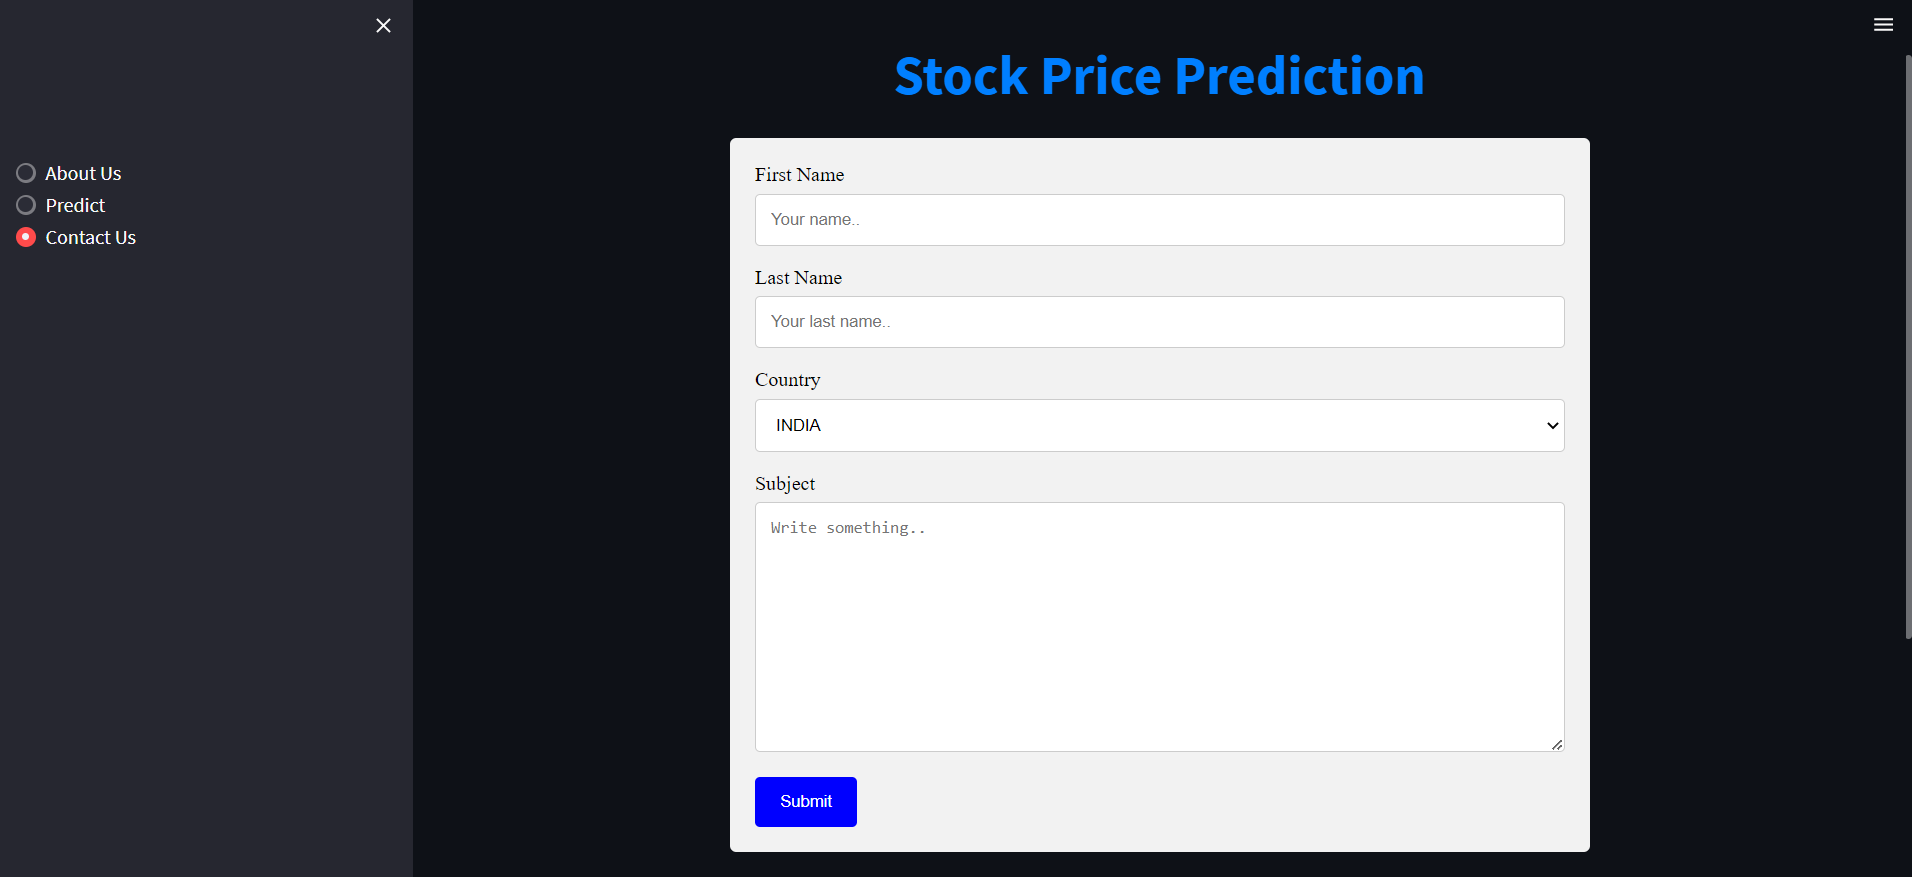 About Us
Predict
Contact Us
Stock Price Prediction
First Name
Your name..
Last Name
Your last name..
Country
INDIA
Subject
Write something..
Submit